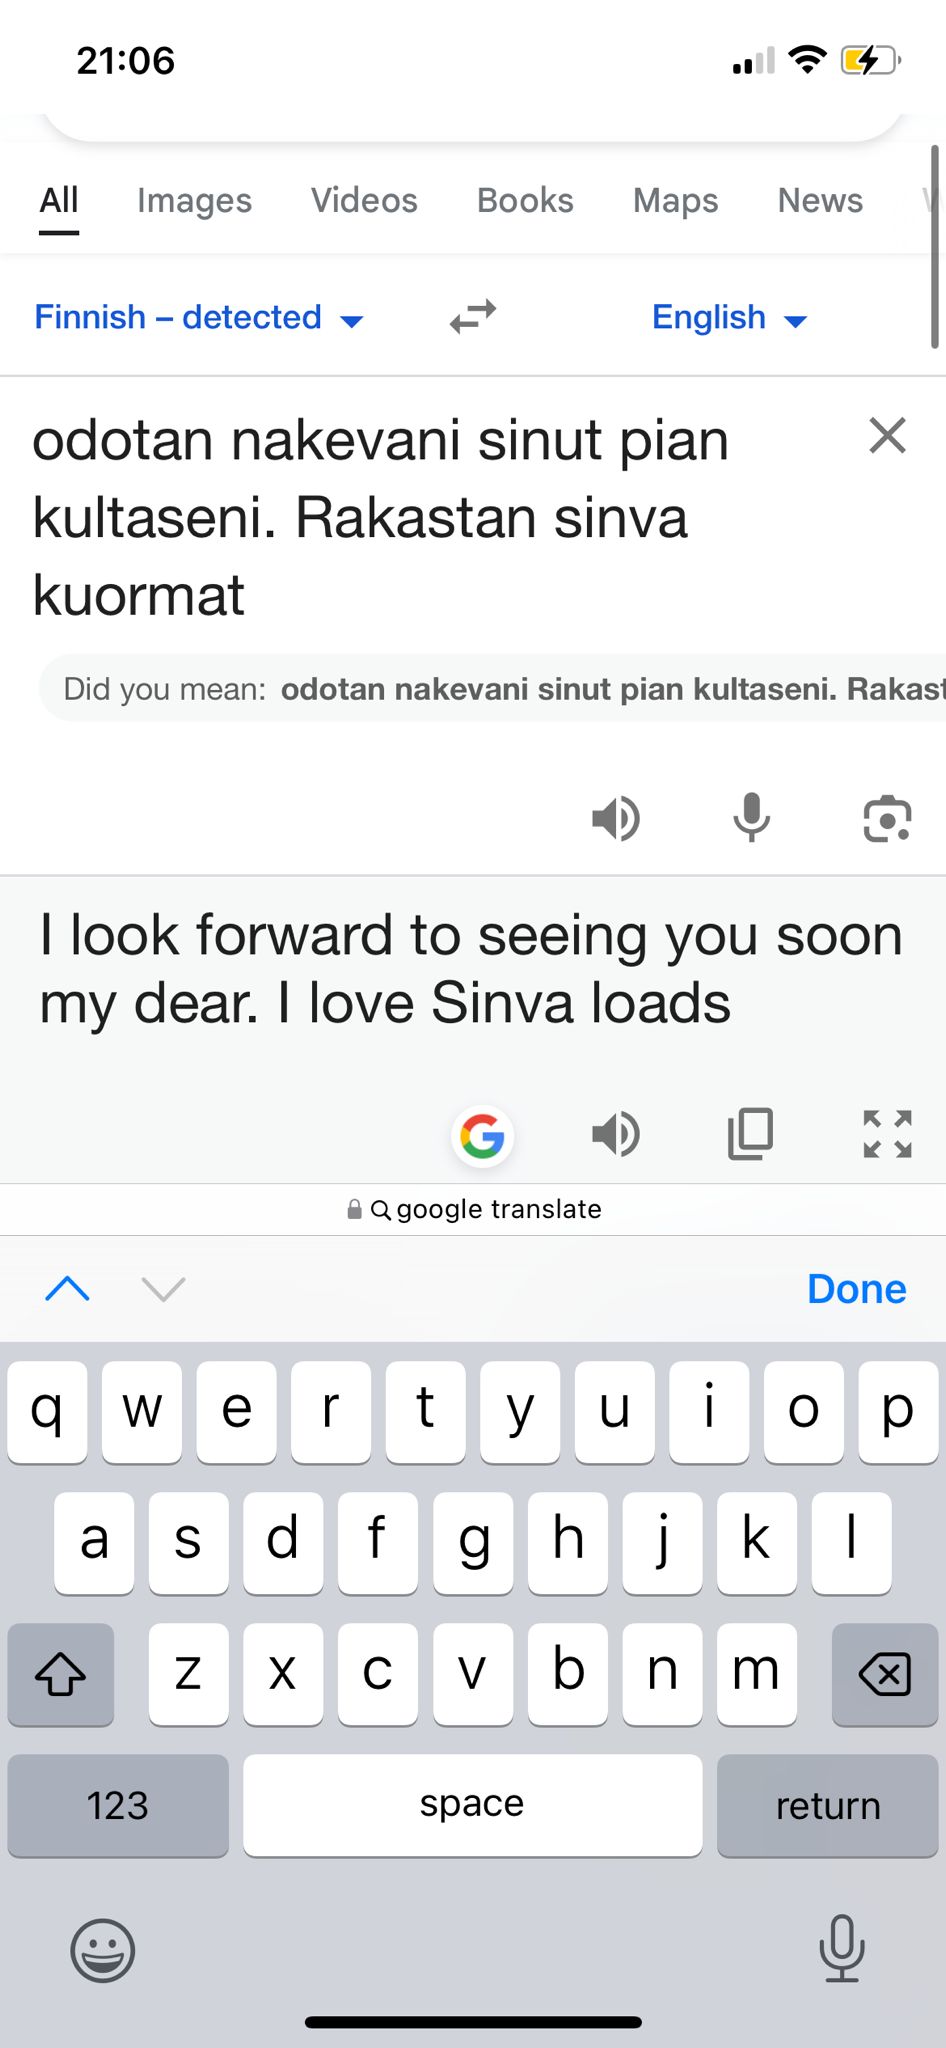 21:06
All Images Videos Books Maps News
Finnish – detected English
odotan nakevani sinut pian
kultaseni. Rakastan sinva
kuormat
Did you mean: odotan nakevani sinut pian kultaseni. Rakast
I look forward to seeing you soon
my dear. I love Sinva loads
google translate
Done
q w e r t y u i o p
a s d f g h j k l
z x c v b n m
123 space return